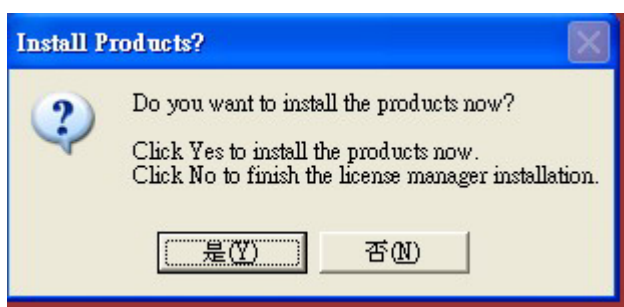 Install Products?
Do you want to install the products now?
Click Yes to install the products now.
Click No to finish the license manager installation.
是(Y)
否(N)